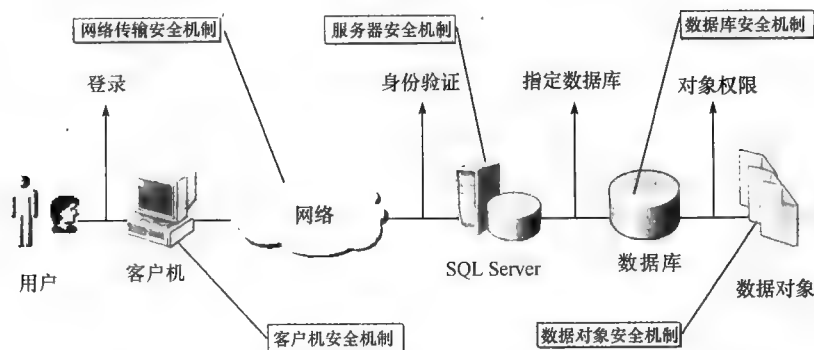 网络传输安全机制
服务器安全机制
数据库安全机制
登录
身份验证
指定数据库
对象权限
网络
用户
客户机
SQL Server
数据库
数据对象
客户机安全机制
数据对象安全机制